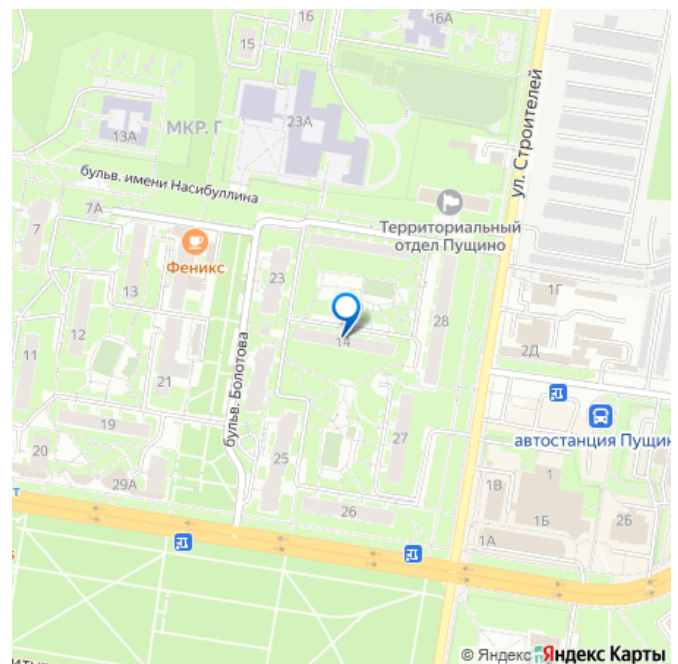 16
16А
15
23А
МКР. Г
13А
ул. Строителей
бульв. имени Насибуллина
7А
7
Феникс
Территориальный
отдел Пущино
23
13
1Г
28
12
14
2Д
11
бульв. Болотова
21
автостанция Пущин
19
27
20
25
29А
1В
1
1Б
2Б
26
1А
т
© Яндекс Яндекс Карты